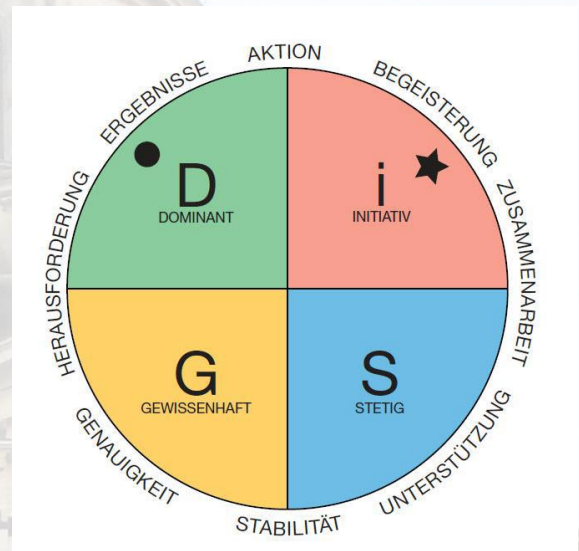 AKTION
ERGEBNISSE
BEGEISTERUNG
D
DOMINANT
i
INITIATIV
HERAUSFORDERUNG
ZUSAMMENARBEIT
G
GEWISSENHAFT
S
STETIG
GENAUIGKEIT
UNTERSTÜTZUNG
STABILITÄT